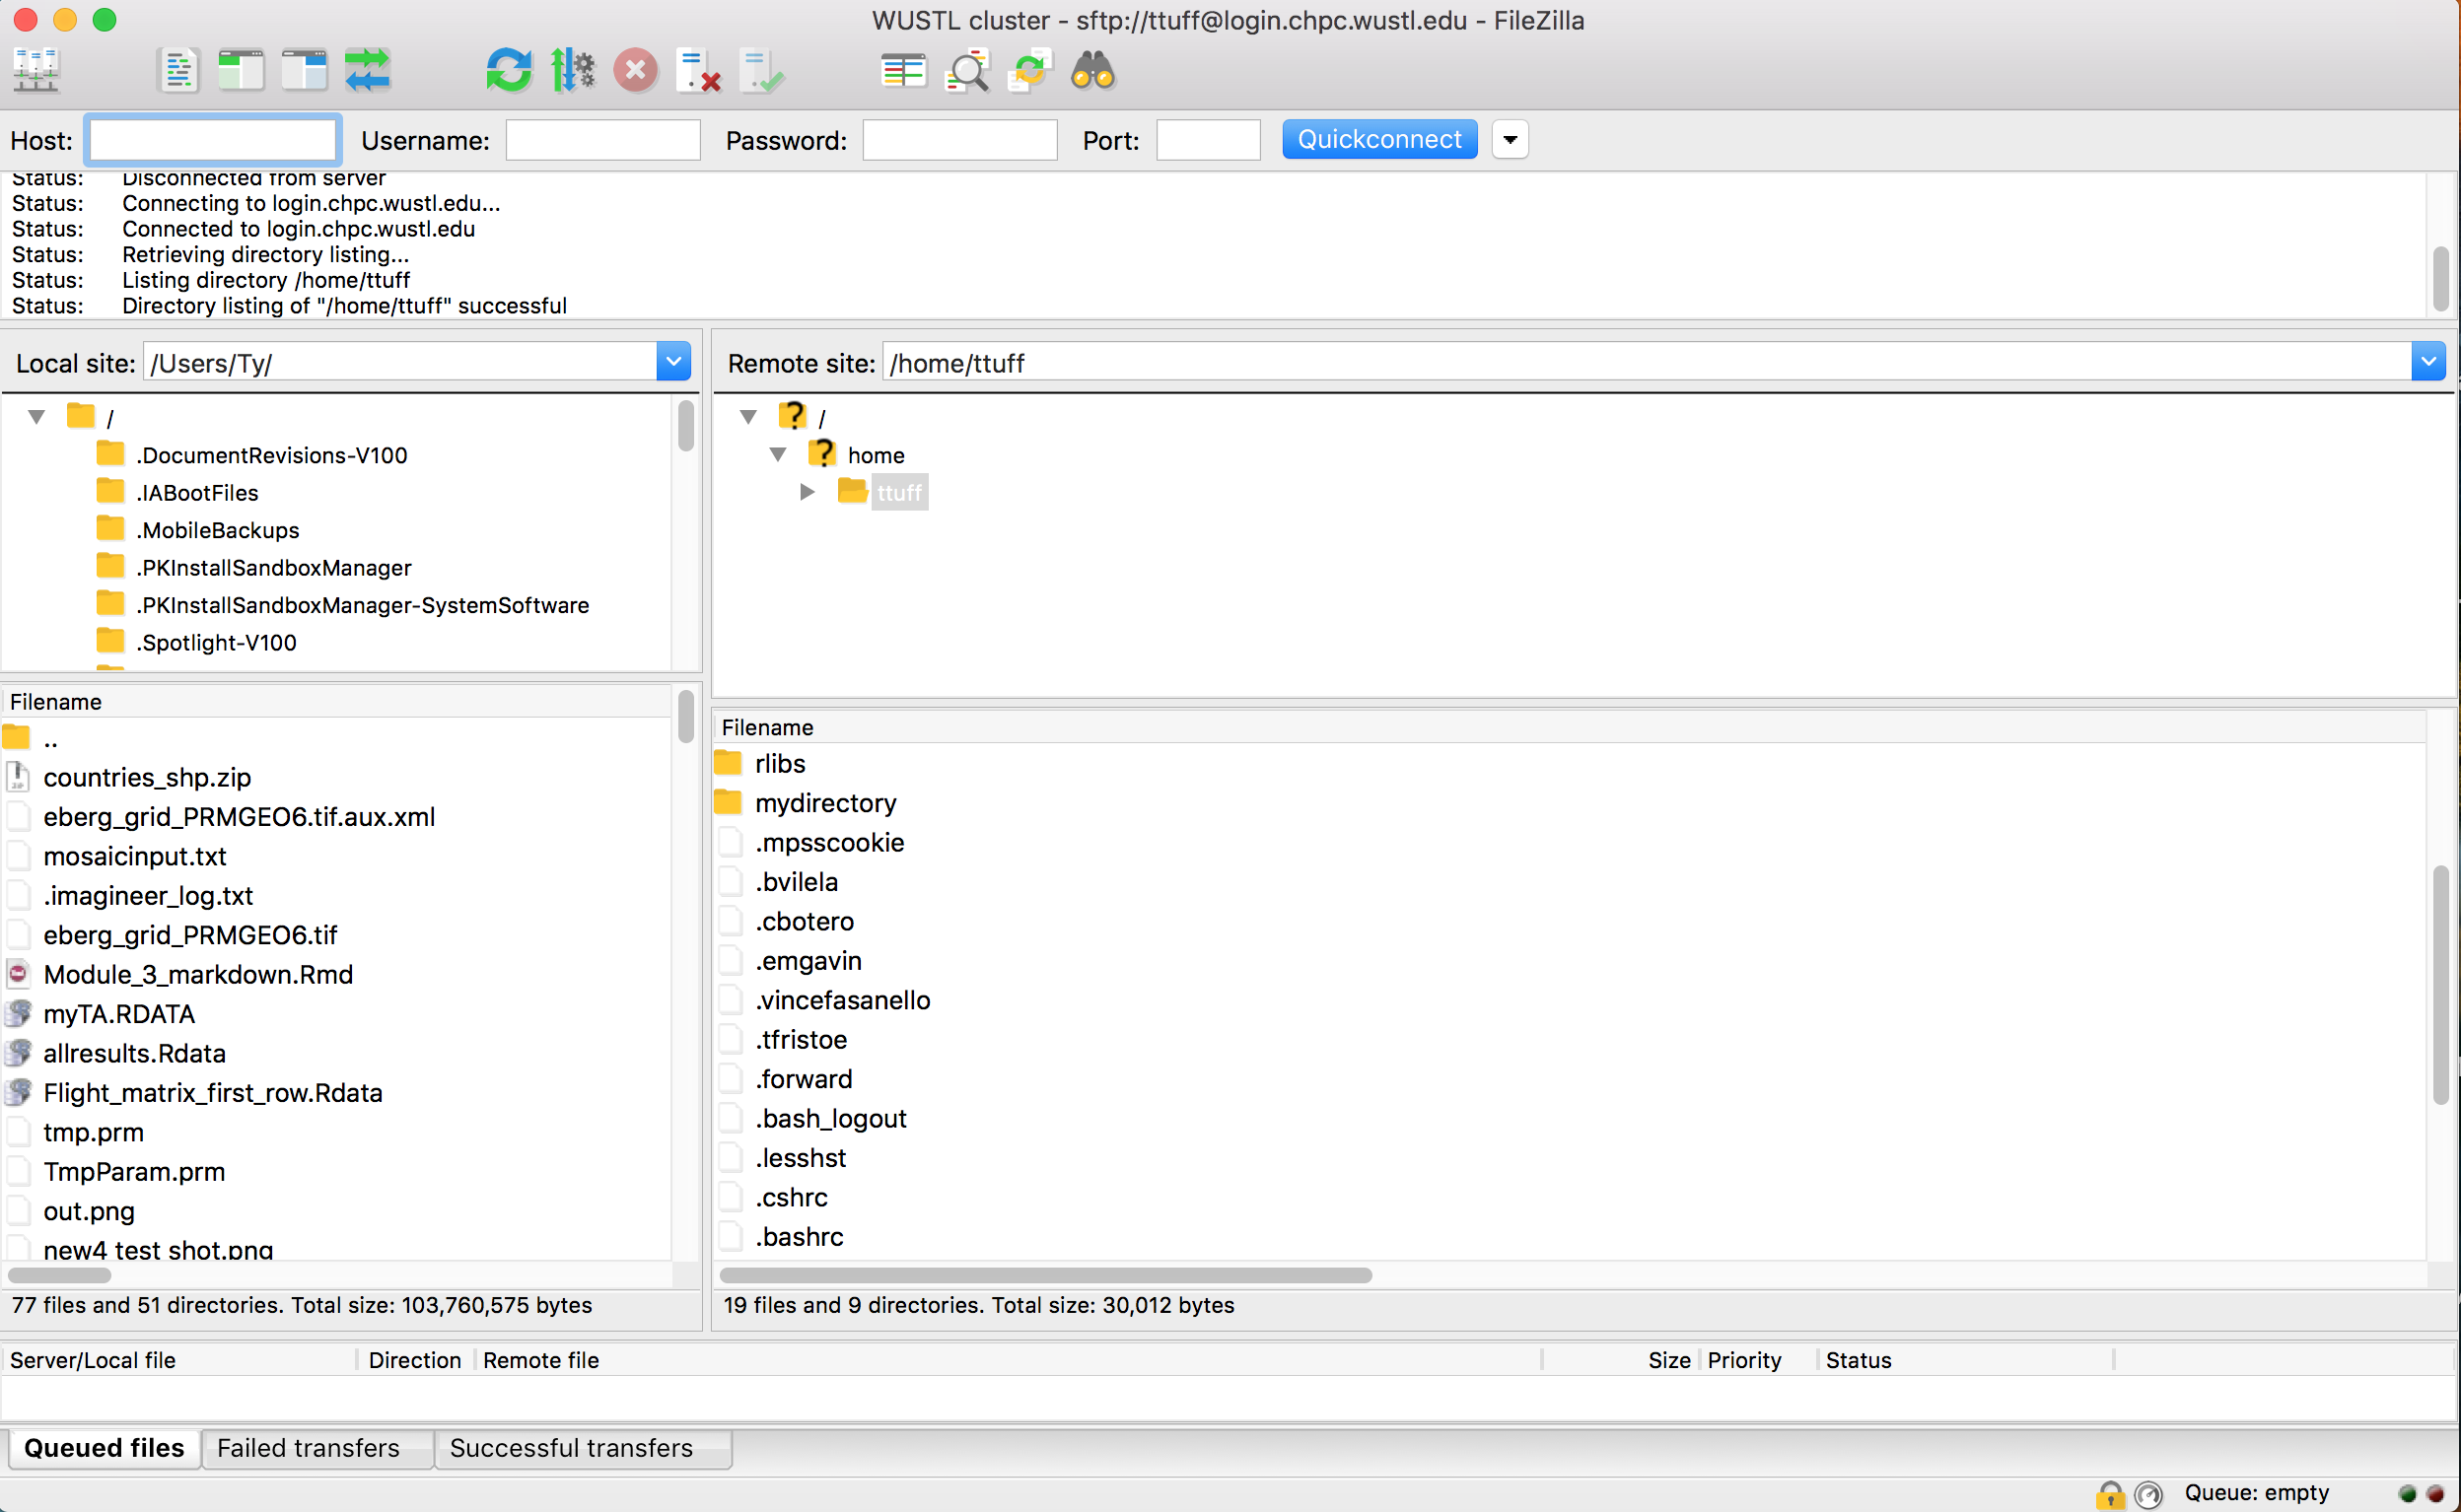 WUSTL cluster - sftp://ttuff@login.chpc.wustl.edu - FileZilla
Host: Username: Password: Port: Quickconnect
Status: Disconnected from server
Status: Connecting to login.chpc.wustl.edu...
Status: Connected to login.chpc.wustl.edu
Status: Retrieving directory listing...
Status: Listing directory /home/ttuff
Status: Directory listing of "/home/ttuff" successful
Local site: /Users/Ty/
/
.DocumentRevisions-V100
.IABootFiles
.MobileBackups
.PKInstallSandboxManager
.PKInstallSandboxManager-SystemSoftware
.Spotlight-V100
Filename
..
countries_shp.zip
eberg_grid_PRMGEO6.tif.aux.xml
mosaicinput.txt
.imagineer_log.txt
eberg_grid_PRMGEO6.tif
Module_3_markdown.Rmd
myTA.RDATA
allresults.Rdata
Flight_matrix_first_row.Rdata
tmp.prm
TmpParam.prm
out.png
new4 test shot.png
77 files and 51 directories. Total size: 103,760,575 bytes
Remote site: /home/ttuff
? /
? home
ttuff
Filename
rlibs
mydirectory
.mpsscookie
.bvilela
.cbotero
.emgavin
.vincefasanello
.tfristoe
.forward
.bash_logout
.lesshst
.cshrc
.bashrc
19 files and 9 directories. Total size: 30,012 bytes
Server/Local file Direction Remote file Size Priority Status
Queued files Failed transfers Successful transfers
Queue: empty